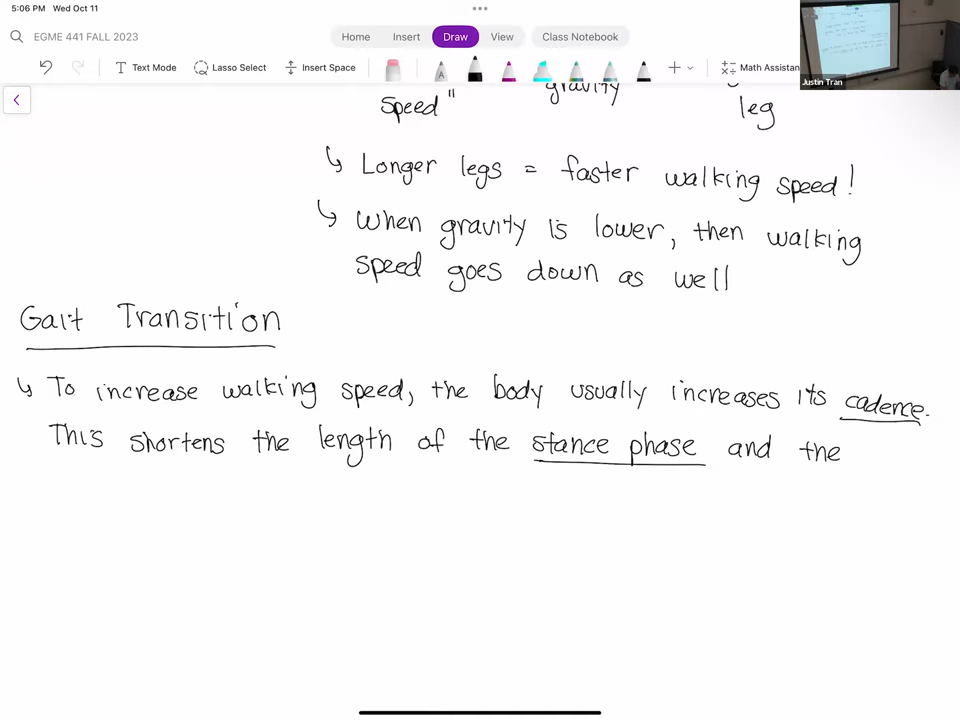 5:06 PM Wed Oct 11
EGME 441 FALL 2023
Home Insert Draw View Class Notebook
Text Mode Lasso Select Insert Space A Math Assistan
Justin Tran
speed" gravity leg
↳ Longer legs = faster walking speed!
↳ When gravity is lower, then walking
speed goes down as well
Gait Transition
↳ To increase walking speed, the body usually increases its cadence.
This shortens the length of the stance phase and the